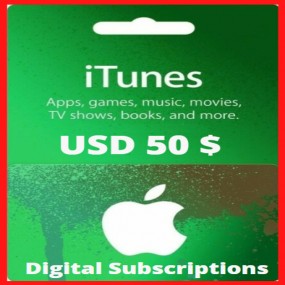 iTunes
Apps, games, music, movies,
TV shows, books, and more.
USD 50 $
Digital Subscriptions